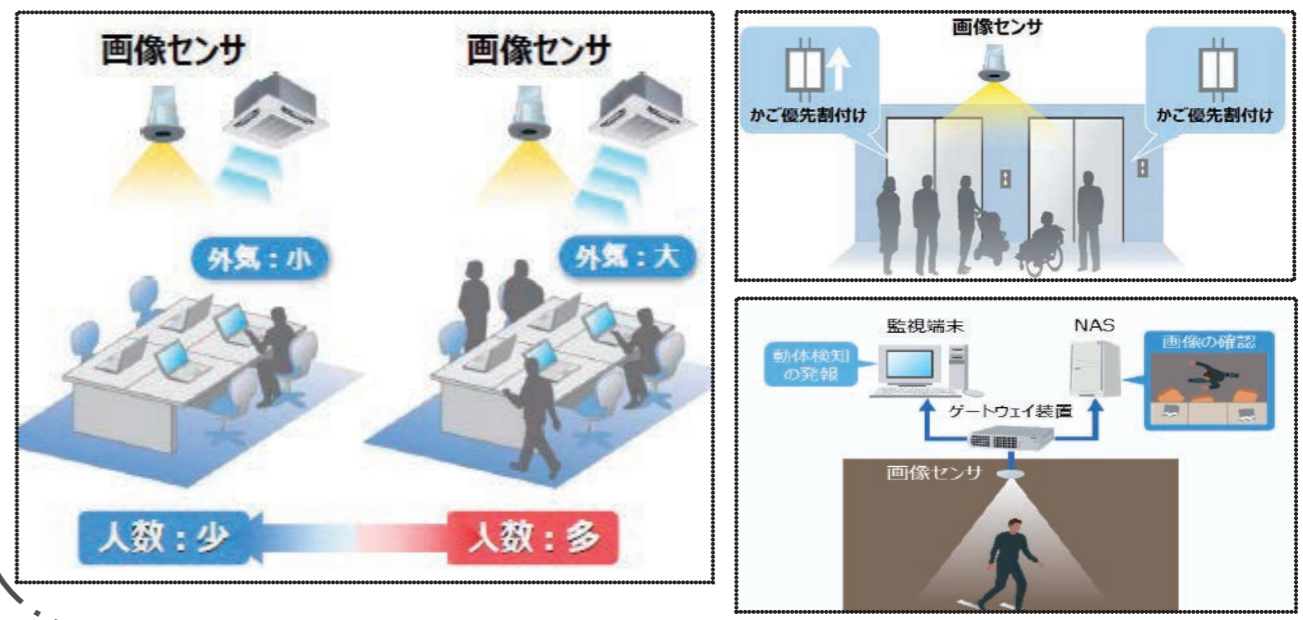 画像センサ
画像センサ
外気：小
外気：大
人数：少
人数：多
画像センサ
かご優先割付け
かご優先割付け
監視端末
NAS
動体検知
の発報
画像の確認
ゲートウェイ装置
画像センサ